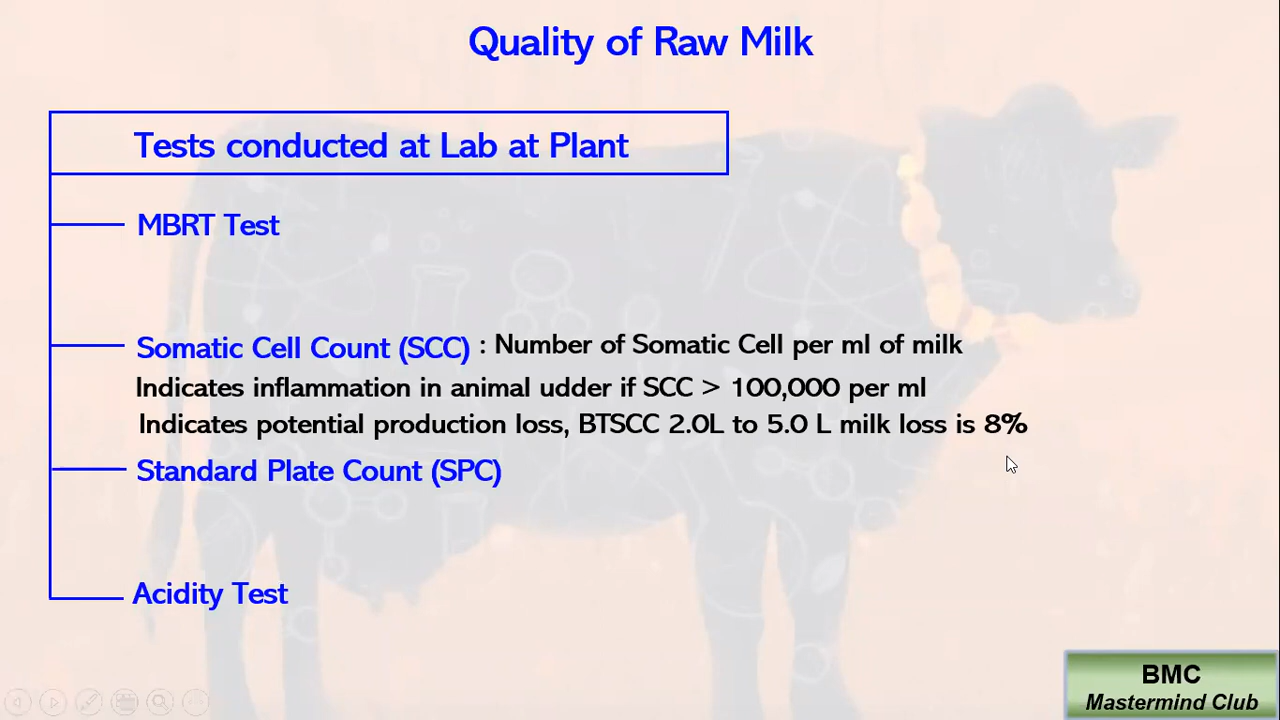 Quality of Raw Milk
Tests conducted at Lab at Plant
MBRT Test
Somatic Cell Count (SCC) : Number of Somatic Cell per ml of milk
Indicates inflammation in animal udder if SCC > 100,000 per ml
Indicates potential production loss, BTSCC 2.0L to 5.0 L milk loss is 8%
Standard Plate Count (SPC)
Acidity Test
BMC
Mastermind Club